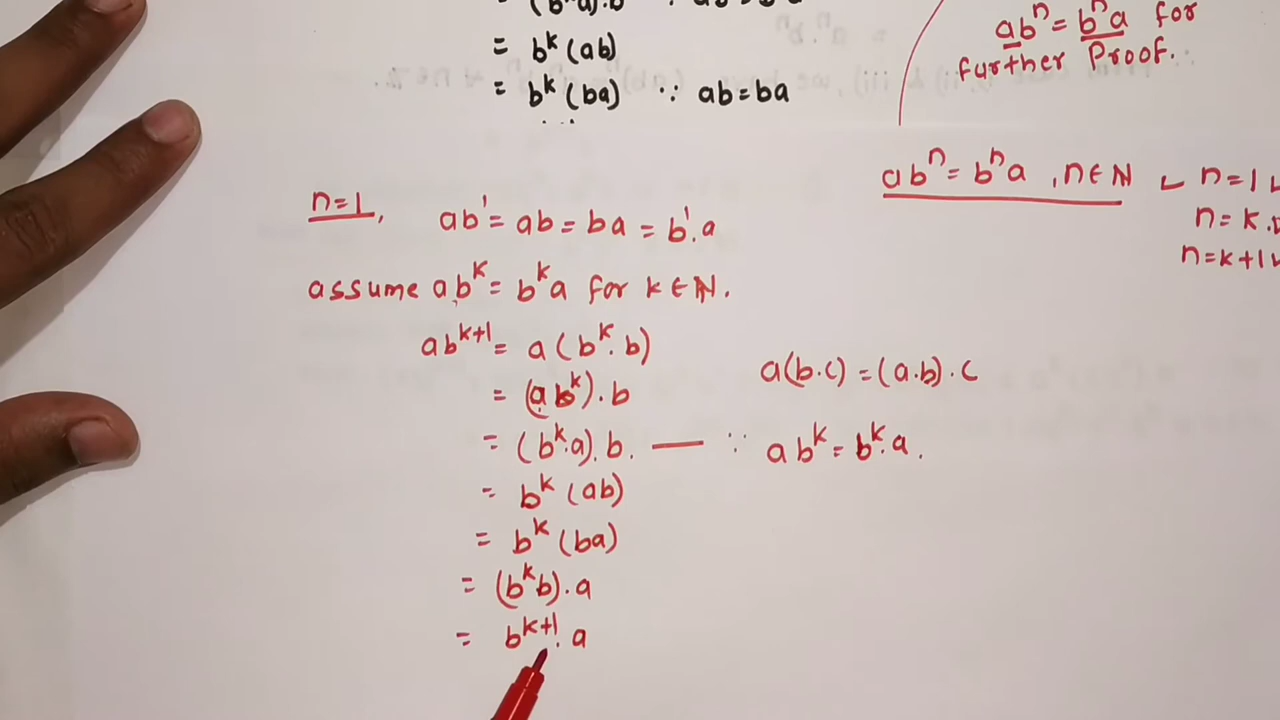 = b^k (ab)
= b^k (ba) ∵ ab = ba
ab^n = b^n a for
further Proof.
ab^n = b^n a , n ∈ ℕ
n=1
n=k
n=k+1
n=1, ab^1 = ab = ba = b^1.a
assume ab^k = b^k a for k ∈ ℕ.
ab^k+1 = a(b^k.b)
= (ab^k).b
a(b.c) = (a.b).c
= (b^k.a).b. — ∵ ab^k = b^k.a.
= b^k (ab)
= b^k (ba)
= (b^k b).a
= b^k+1.a